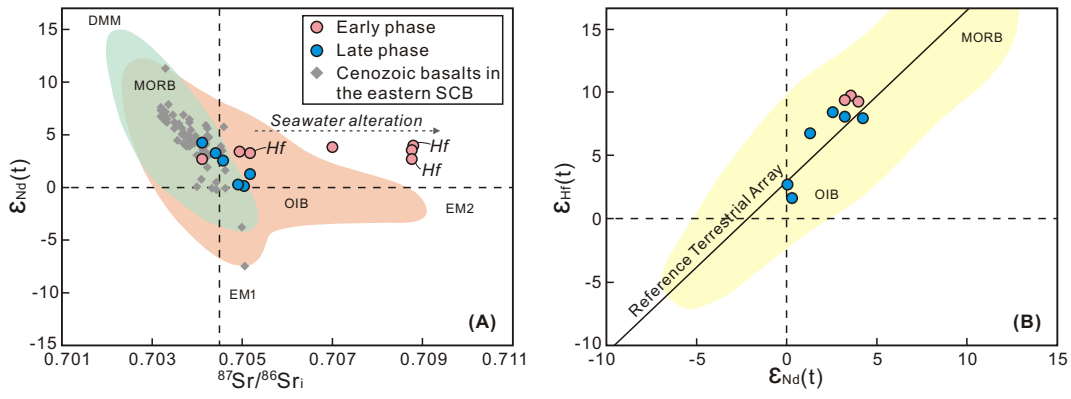 15
10
5
0
-5
-10
-15
0.701
0.703
0.705
0.707
0.709
0.711
εNd(t)
⁸⁷Sr/⁸⁶Sri
DMM
MORB
Early phase
Late phase
Cenozoic basalts in
the eastern SCB
Seawater alteration
Hf
Hf
Hf
OIB
EM2
EM1
(A)
15
10
5
0
-5
-10
-10
-5
0
5
10
15
εHf(t)
εNd(t)
MORB
Reference Terrestrial Array
OIB
(B)